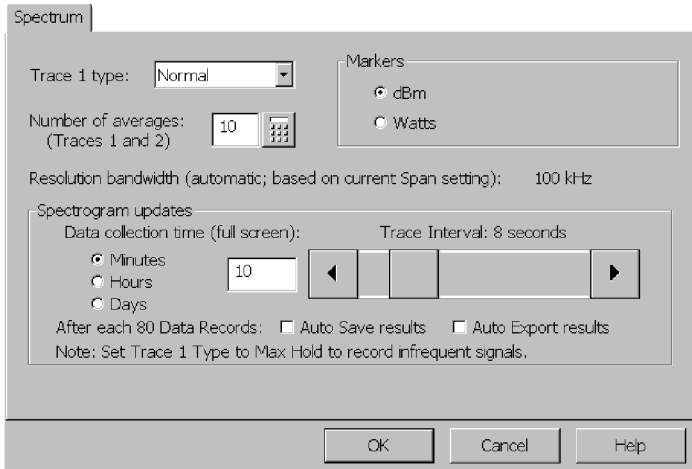 Spectrum
Trace 1 type: Normal
Markers
dBm
Watts
Number of averages: 10
(Traces 1 and 2)
Resolution bandwidth (automatic; based on current Span setting): 100 kHz
Spectrogram updates
Data collection time (full screen): Trace Interval: 8 seconds
Minutes
Hours
Days
10
After each 80 Data Records: Auto Save results Auto Export results
Note: Set Trace 1 Type to Max Hold to record infrequent signals.
OK Cancel Help